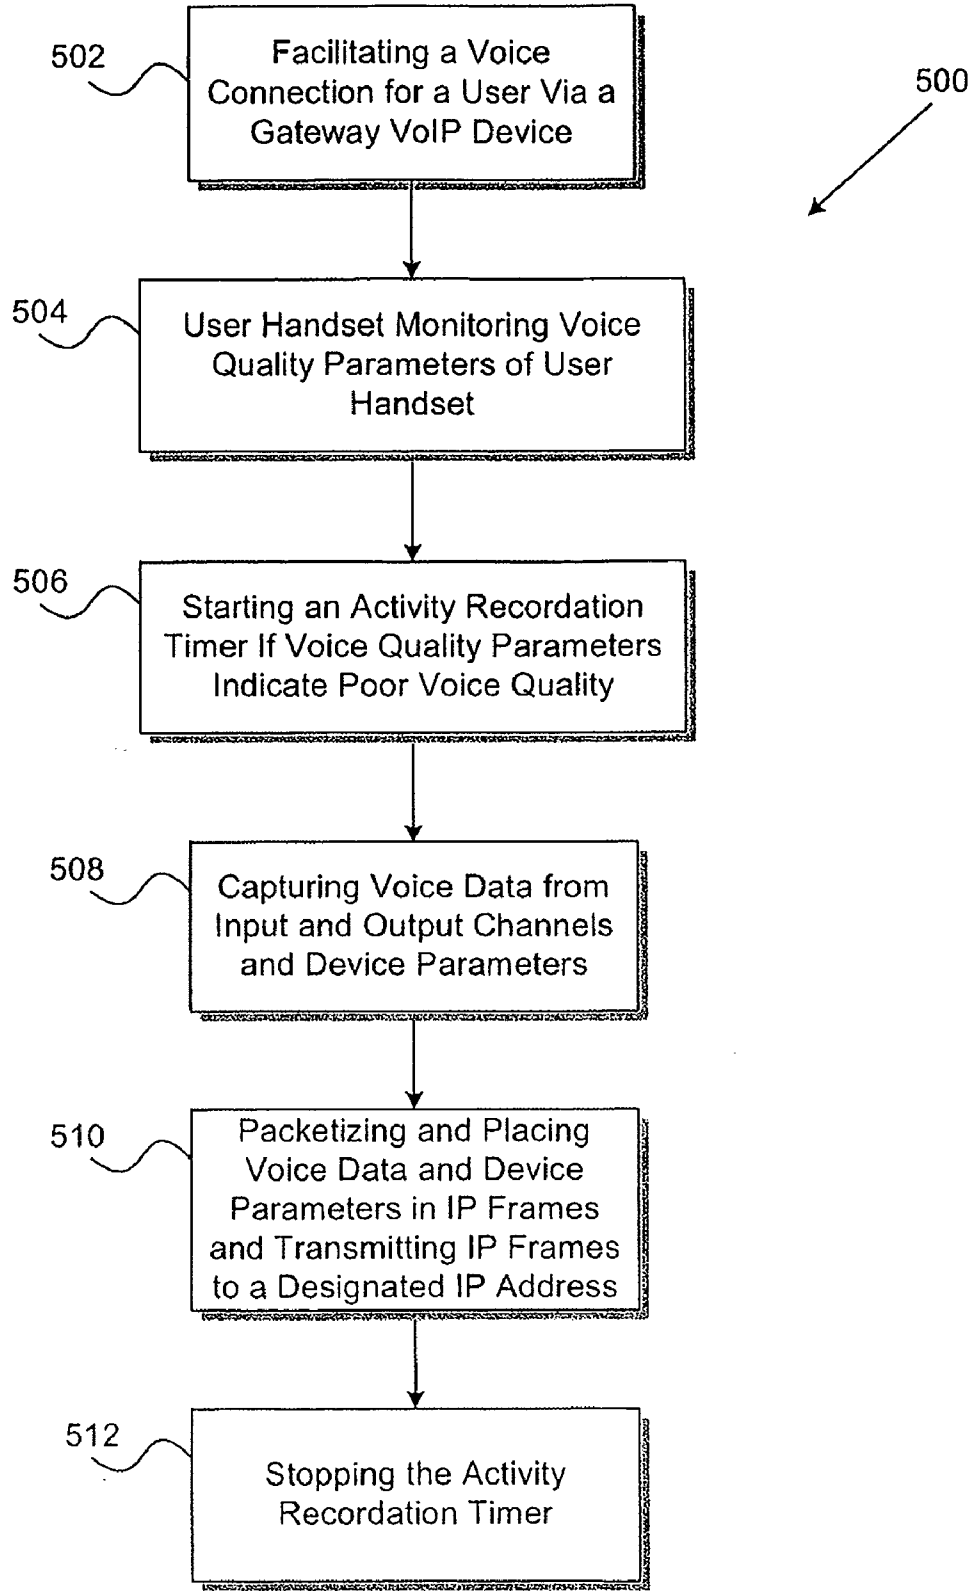 502
Facilitating a Voice
Connection for a User Via a
Gateway VoIP Device
500
504
User Handset Monitoring Voice
Quality Parameters of User
Handset
506
Starting an Activity Recordation
Timer If Voice Quality Parameters
Indicate Poor Voice Quality
508
Capturing Voice Data from
Input and Output Channels
and Device Parameters
510
Packetizing and Placing
Voice Data and Device
Parameters in IP Frames
and Transmitting IP Frames
to a Designated IP Address
512
Stopping the Activity
Recordation Timer